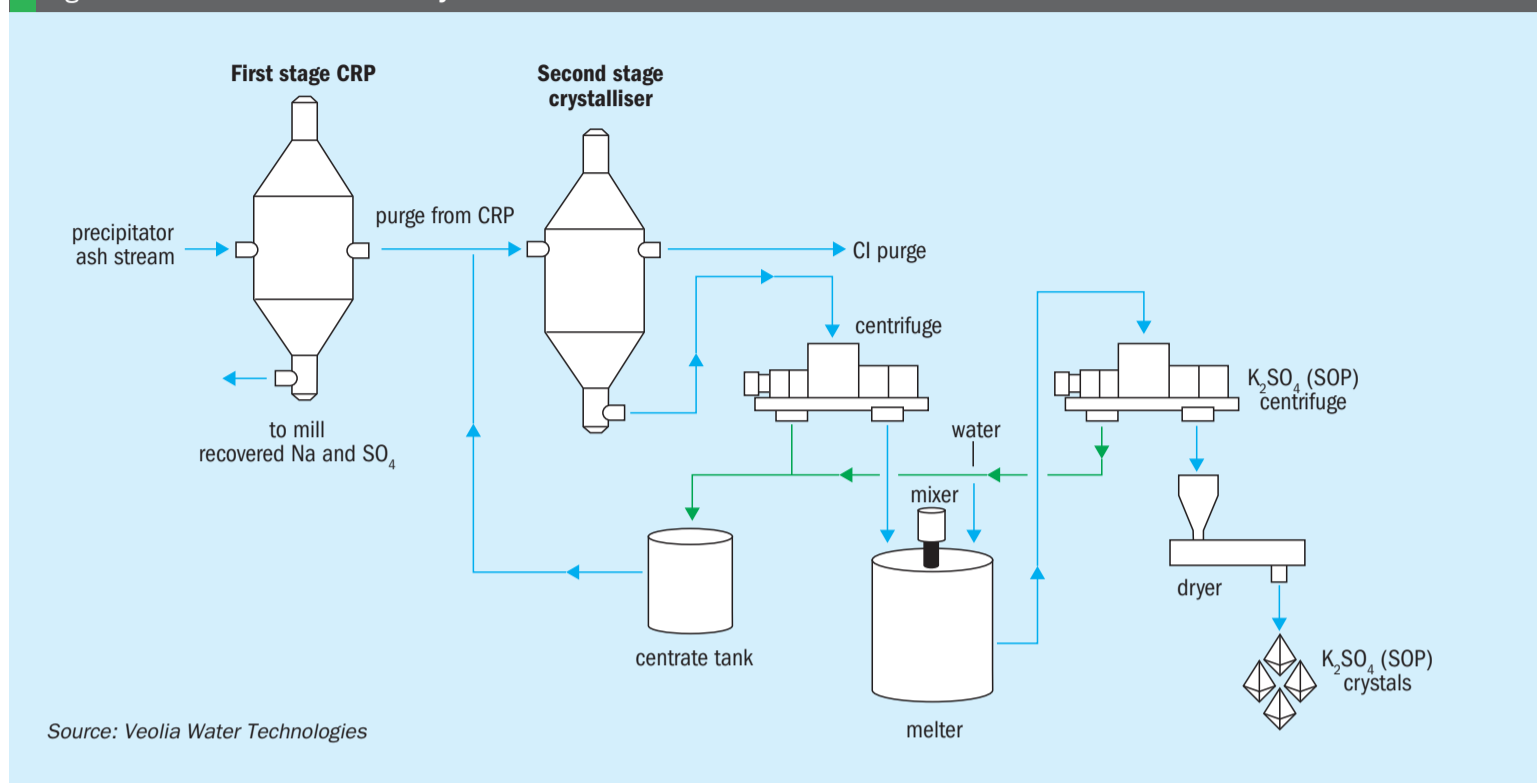 First stage CRP
Second stage
crystalliser
precipitator
ash stream
purge from CRP
CI purge
centrifuge
K₂SO₄ (SOP)
centrifuge
to mill
recovered Na and SO₄
water
mixer
dryer
centrate tank
K₂SO₄ (SOP)
crystals
melter
Source: Veolia Water Technologies